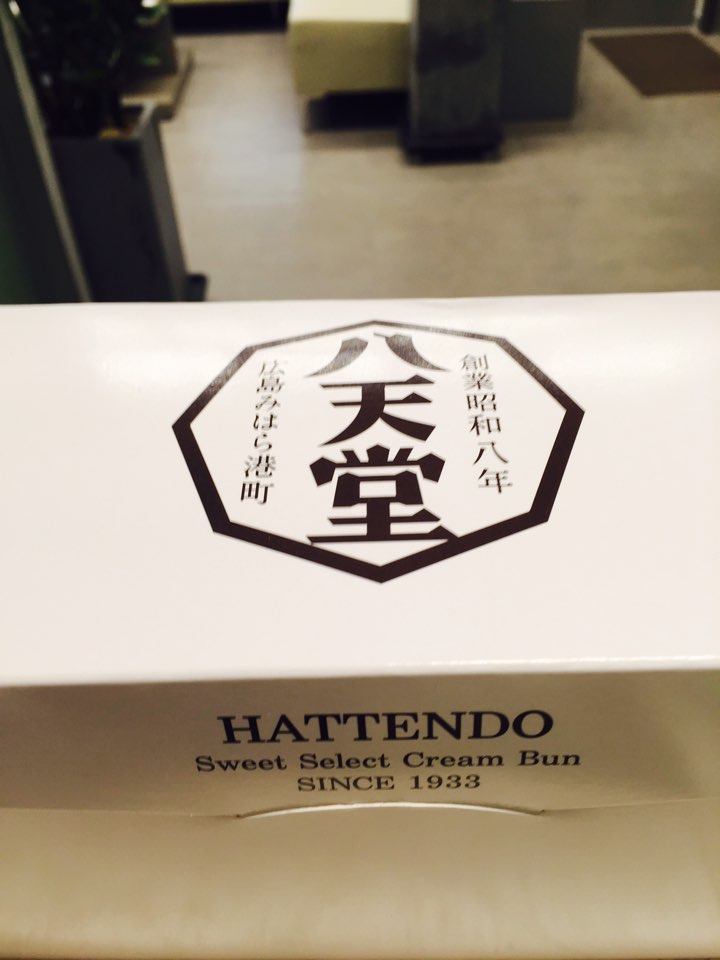 創業昭和八年
八天堂
広島みはら港町
HATTENDO
Sweet Select Cream Bun
SINCE 1933